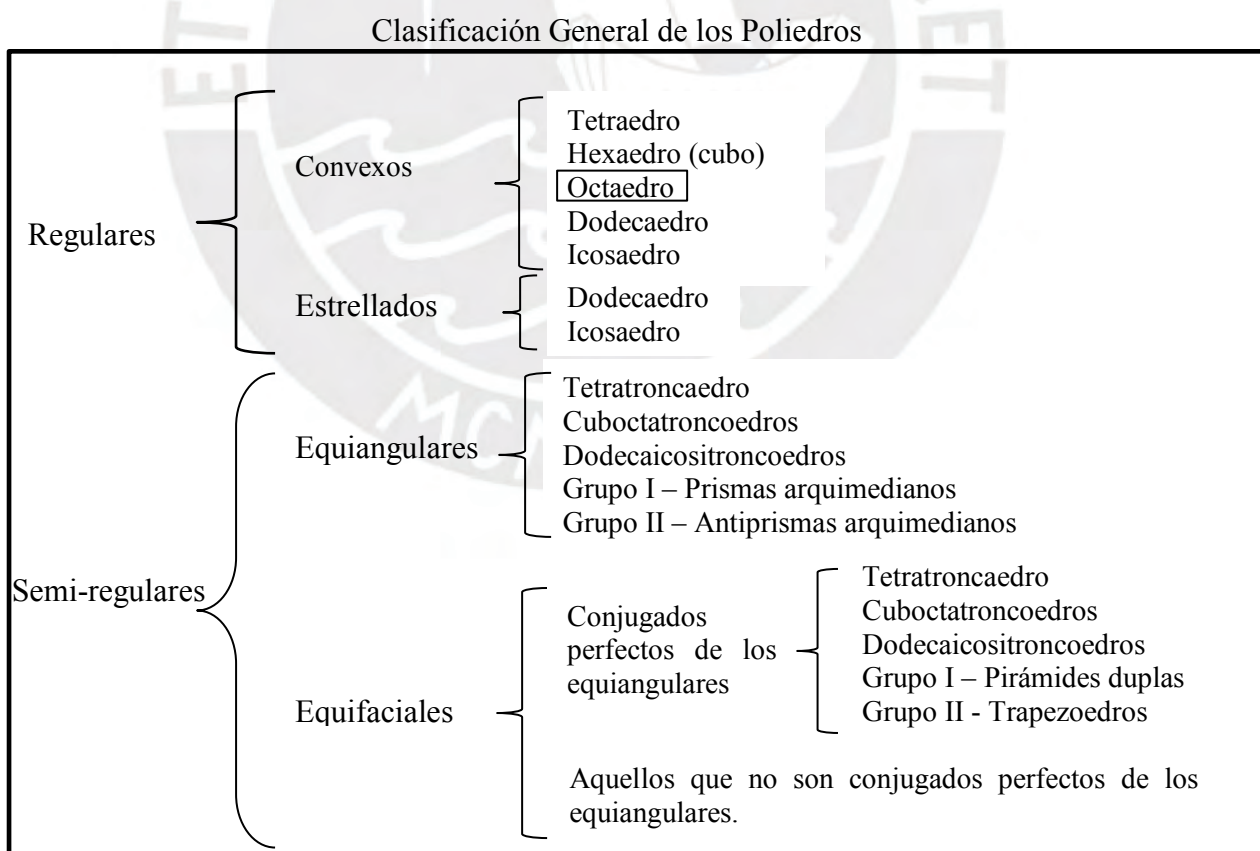 Clasificación General de los Poliedros
Regulares
Convexos
Tetraedro
Hexaedro (cubo)
Octaedro
Dodecaedro
Icosaedro
Estrellados
Dodecaedro
Icosaedro
Semi-regulares
Equiangulares
Tetratroncaedro
Cuboctatroncoedros
Dodecaicositroncoedros
Grupo I – Prismas arquimedianos
Grupo II – Antiprismas arquimedianos
Equifaciales
Conjugados
perfectos de los
equiangulares
Tetratroncaedro
Cuboctatroncoedros
Dodecaicositroncoedros
Grupo I – Pirámides duplas
Grupo II - Trapezoedros
Aquellos que no son conjugados perfectos de los
equiangulares.
ET
ET